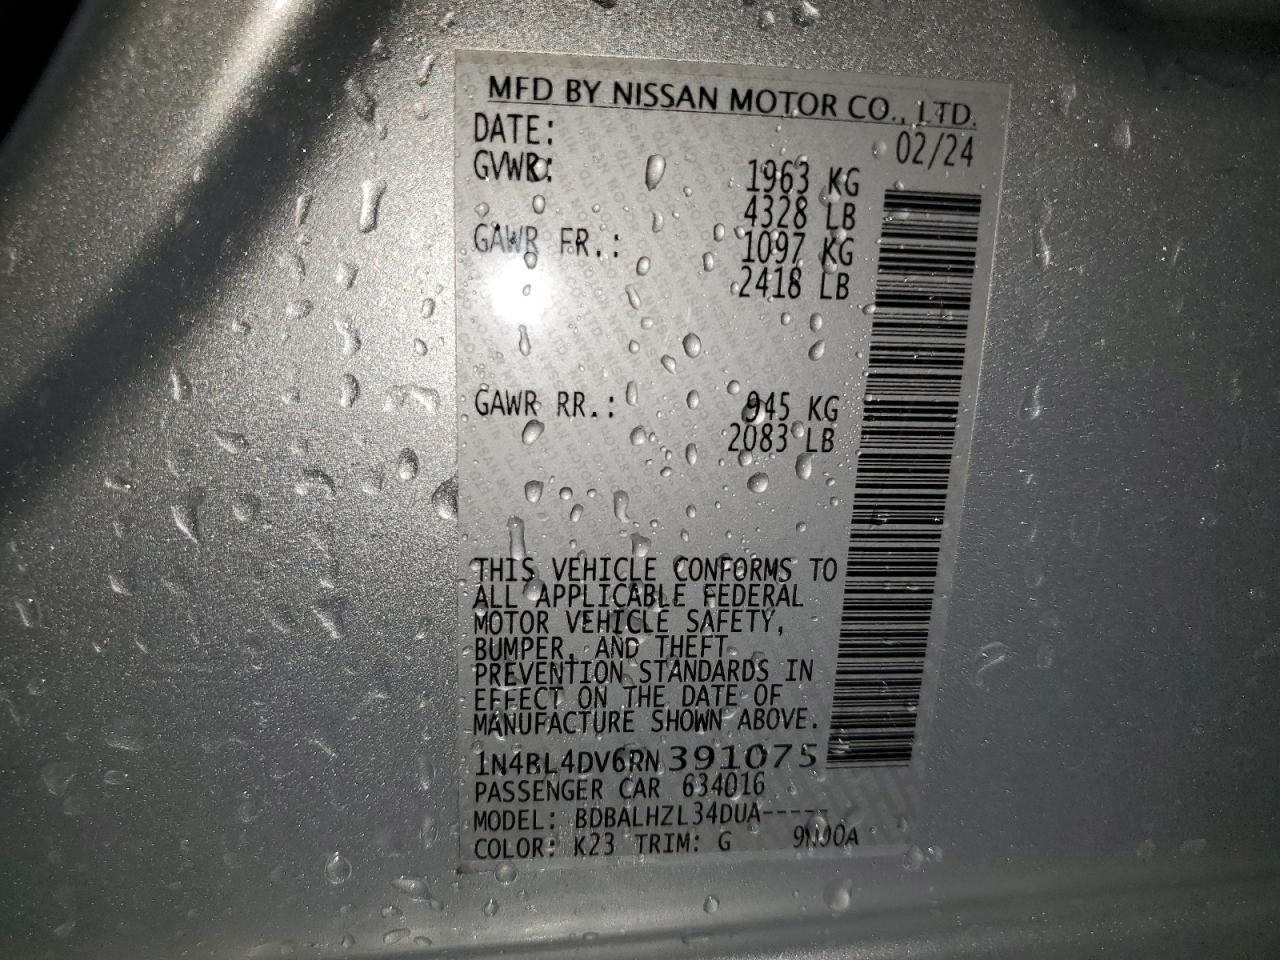 MFD BY NISSAN MOTOR CO., LTD.
DATE: 02/24
GVWR: 1963 KG
4328 LB
GAWR FR.: 1097 KG
2418 LB
GAWR RR.: 945 KG
2083 LB
THIS VEHICLE CONFORMS TO
ALL APPLICABLE FEDERAL
MOTOR VEHICLE SAFETY,
BUMPER, AND THEFT
PREVENTION STANDARDS IN
EFFECT ON THE DATE OF
MANUFACTURE SHOWN ABOVE.
1N4BL4DV6RN391075
PASSENGER CAR 634016
MODEL: BDBALHZL34DUA-----
COLOR: K23 TRIM: G 9N00A